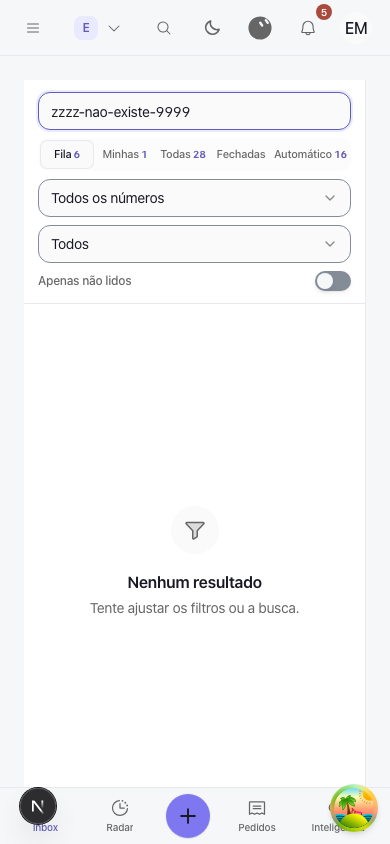 E
5
EM
zzzz-nao-existe-9999
Fila 6 Minhas 1 Todas 28 Fechadas Automático 16
Todos os números
Todos
Apenas não lidos
Nenhum resultado
Tente ajustar os filtros ou a busca.
N
Inbox Radar Pedidos